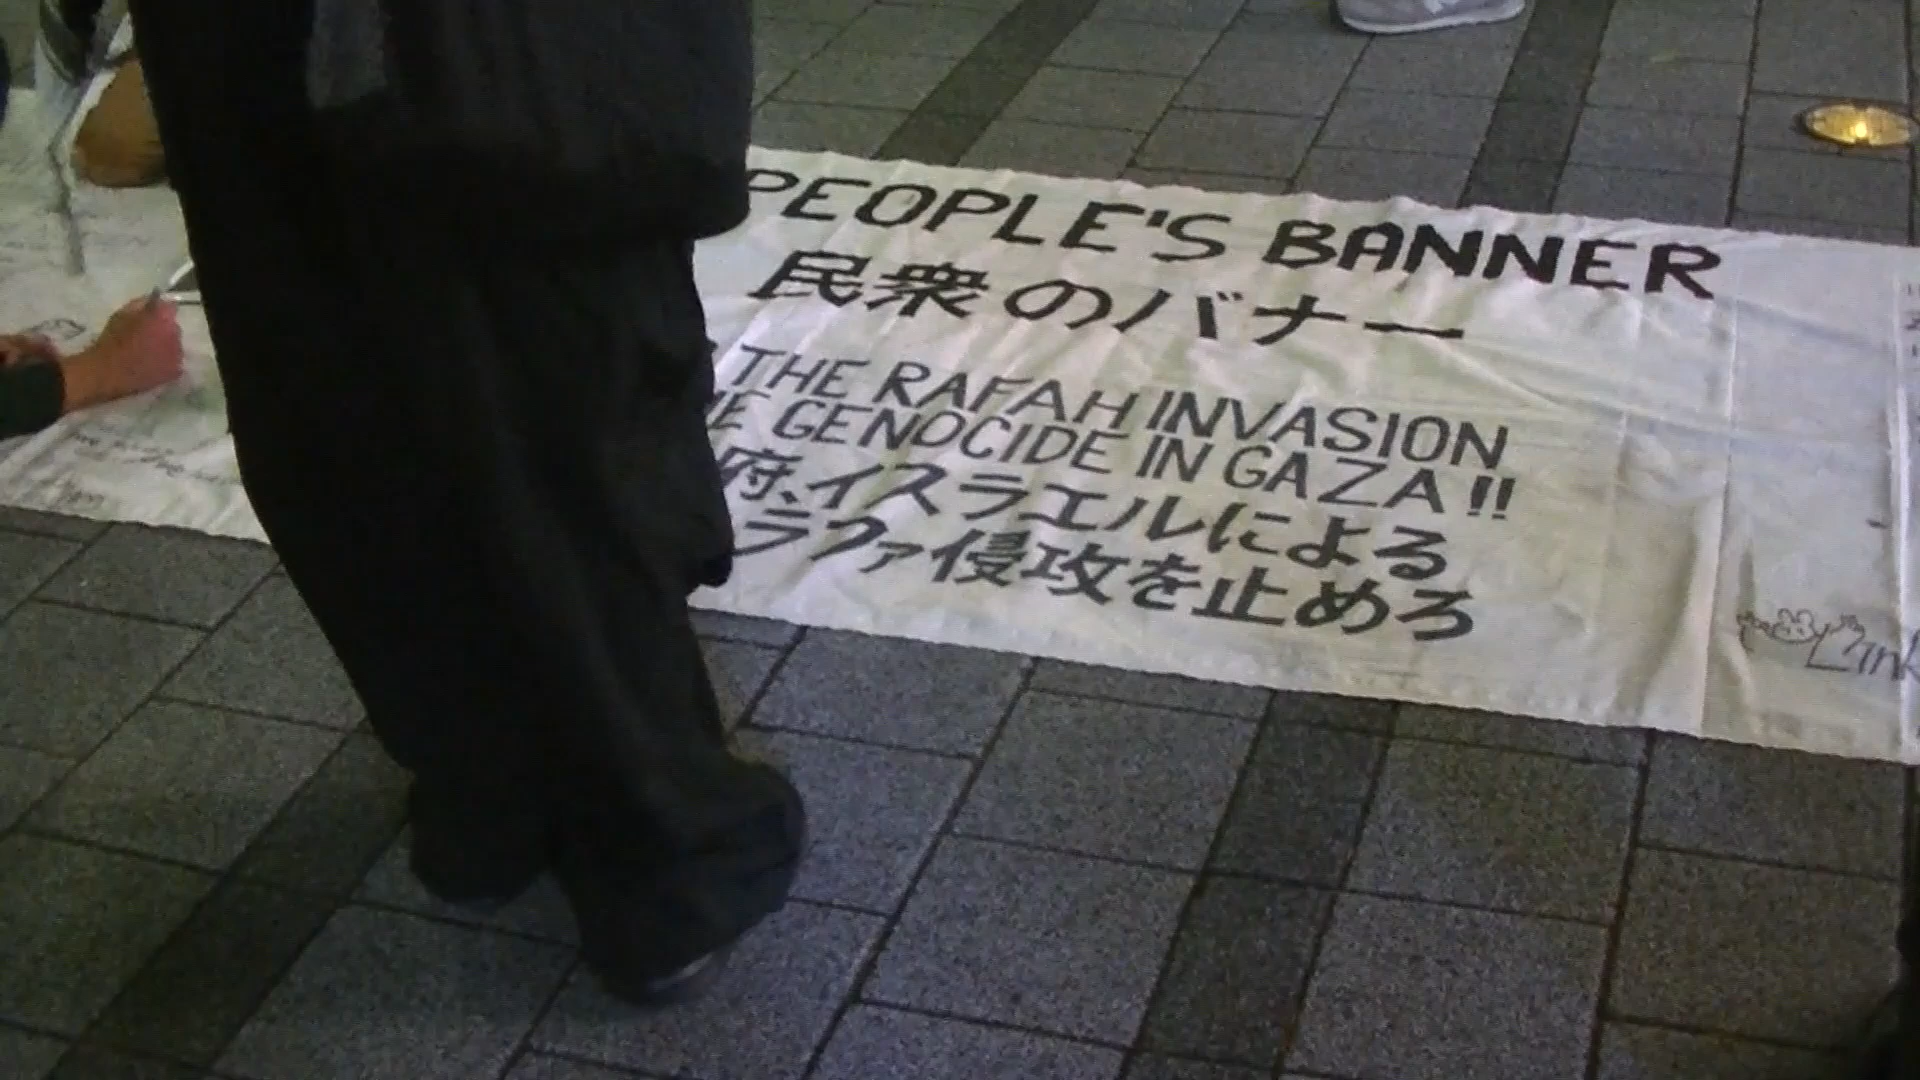 PEOPLE'S BANNER
民衆のバナー
THE RAFAH INVASION
GENOCIDE IN GAZA !!
府、イスラエルによる
ラファ侵攻を止めろ